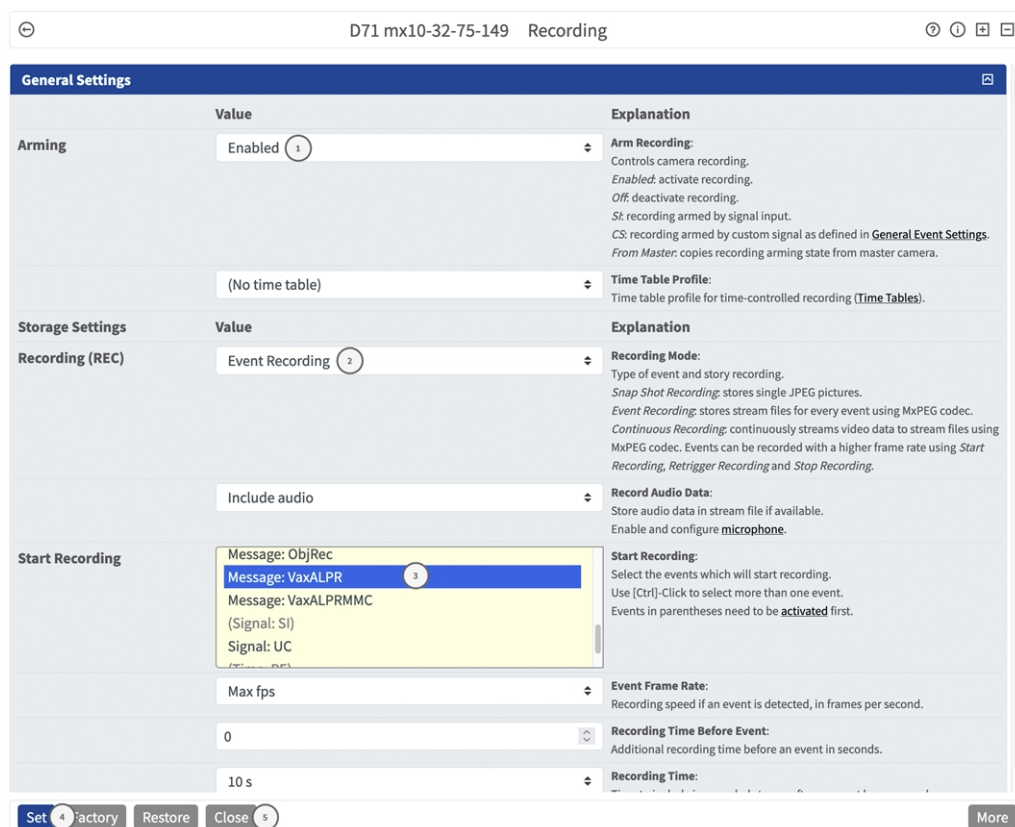 D71 mx10-32-75-149 Recording
General Settings
Value Explanation
Arming
Enabled 1
Arm Recording:
Controls camera recording.
Enabled: activate recording.
Off: deactivate recording.
SI: recording armed by signal input.
CS: recording armed by custom signal as defined in General Event Settings.
From Master: copies recording arming state from master camera.
(No time table)
Time Table Profile:
Time table profile for time-controlled recording (Time Tables).
Storage Settings Value Explanation
Recording (REC)
Event Recording 2
Recording Mode:
Type of event and story recording.
Snap Shot Recording: stores single JPEG pictures.
Event Recording: stores stream files for every event using MxPEG codec.
Continuous Recording: continuously streams video data to stream files using
MxPEG codec. Events can be recorded with a higher frame rate using Start
Recording, Retrigger Recording and Stop Recording.
Include audio
Record Audio Data:
Store audio data in stream file if available.
Enable and configure microphone.
Start Recording
Message: ObjRec
Message: VaxALPR 3
Message: VaxALPRMMC
(Signal: SI)
Signal: UC
Start Recording:
Select the events which will start recording.
Use [Ctrl]-Click to select more than one event.
Events in parentheses need to be activated first.
Max fps
Event Frame Rate:
Recording speed if an event is detected, in frames per second.
0
Recording Time Before Event:
Additional recording time before an event in seconds.
10 s
Recording Time:
Set 4 Factory Restore Close 5 More